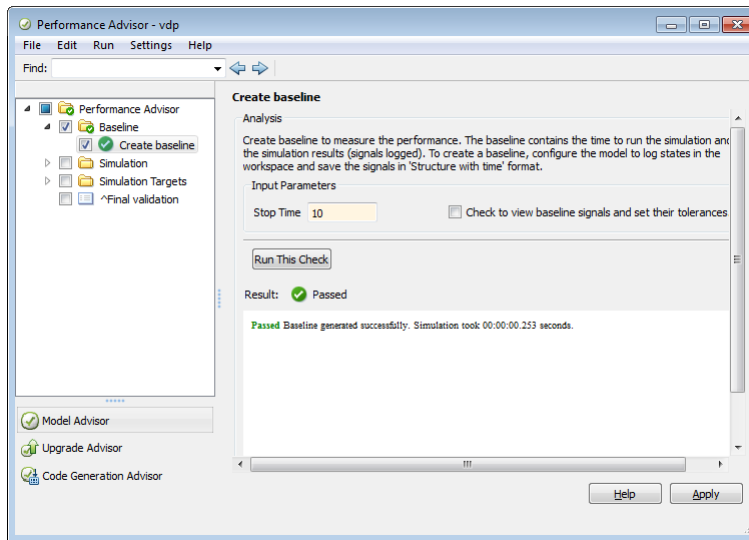 Performance Advisor - vdp
File Edit Run Settings Help
Find:
Performance Advisor
Baseline
Create baseline
Simulation
Simulation Targets
^Final validation
Create baseline
Analysis
Create baseline to measure the performance. The baseline contains the time to run the simulation and
the simulation results (signals logged). To create a baseline, configure the model to log states in the
workspace and save the signals in 'Structure with time' format.
Input Parameters
Stop Time 10 Check to view baseline signals and set their tolerances
Run This Check
Result: Passed
Passed Baseline generated successfully. Simulation took 00:00:00.253 seconds.
Model Advisor
Upgrade Advisor
Code Generation Advisor
Help Apply